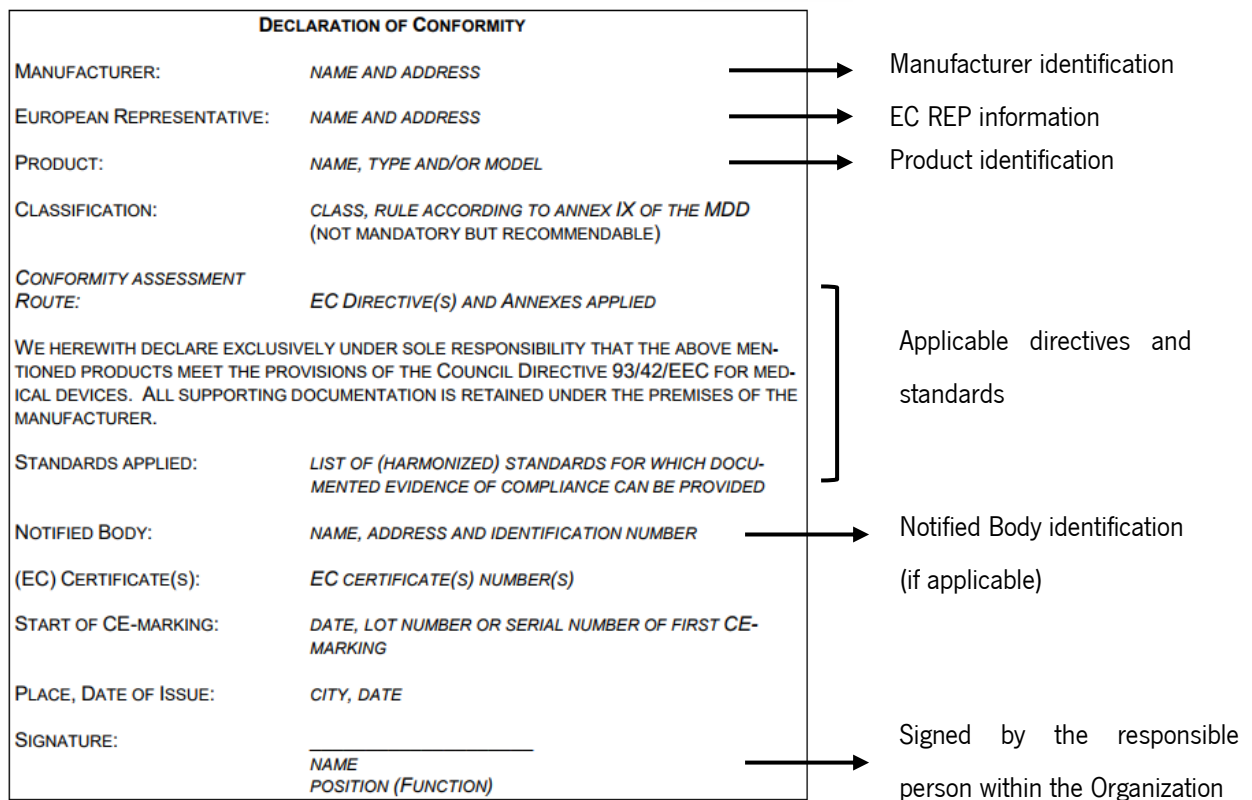 DECLARATION OF CONFORMITY
MANUFACTURER: NAME AND ADDRESS
Manufacturer identification
EUROPEAN REPRESENTATIVE: NAME AND ADDRESS
EC REP information
PRODUCT: NAME, TYPE AND/OR MODEL
Product identification
CLASSIFICATION: CLASS, RULE ACCORDING TO ANNEX IX OF THE MDD
(NOT MANDATORY BUT RECOMMENDABLE)
CONFORMITY ASSESSMENT
ROUTE: EC DIRECTIVE(S) AND ANNEXES APPLIED
WE HEREWITH DECLARE EXCLUSIVELY UNDER SOLE RESPONSIBILITY THAT THE ABOVE MEN-
TIONED PRODUCTS MEET THE PROVISIONS OF THE COUNCIL DIRECTIVE 93/42/EEC FOR MED-
ICAL DEVICES. ALL SUPPORTING DOCUMENTATION IS RETAINED UNDER THE PREMISES OF THE
MANUFACTURER.
Applicable directives and
standards
STANDARDS APPLIED: LIST OF (HARMONIZED) STANDARDS FOR WHICH DOCU-
MENTED EVIDENCE OF COMPLIANCE CAN BE PROVIDED
NOTIFIED BODY: NAME, ADDRESS AND IDENTIFICATION NUMBER
Notified Body identification
(if applicable)
(EC) CERTIFICATE(S): EC CERTIFICATE(S) NUMBER(S)
START OF CE-MARKING: DATE, LOT NUMBER OR SERIAL NUMBER OF FIRST CE-
MARKING
PLACE, DATE OF ISSUE: CITY, DATE
SIGNATURE:
NAME
POSITION (FUNCTION)
Signed by the responsible
person within the Organization